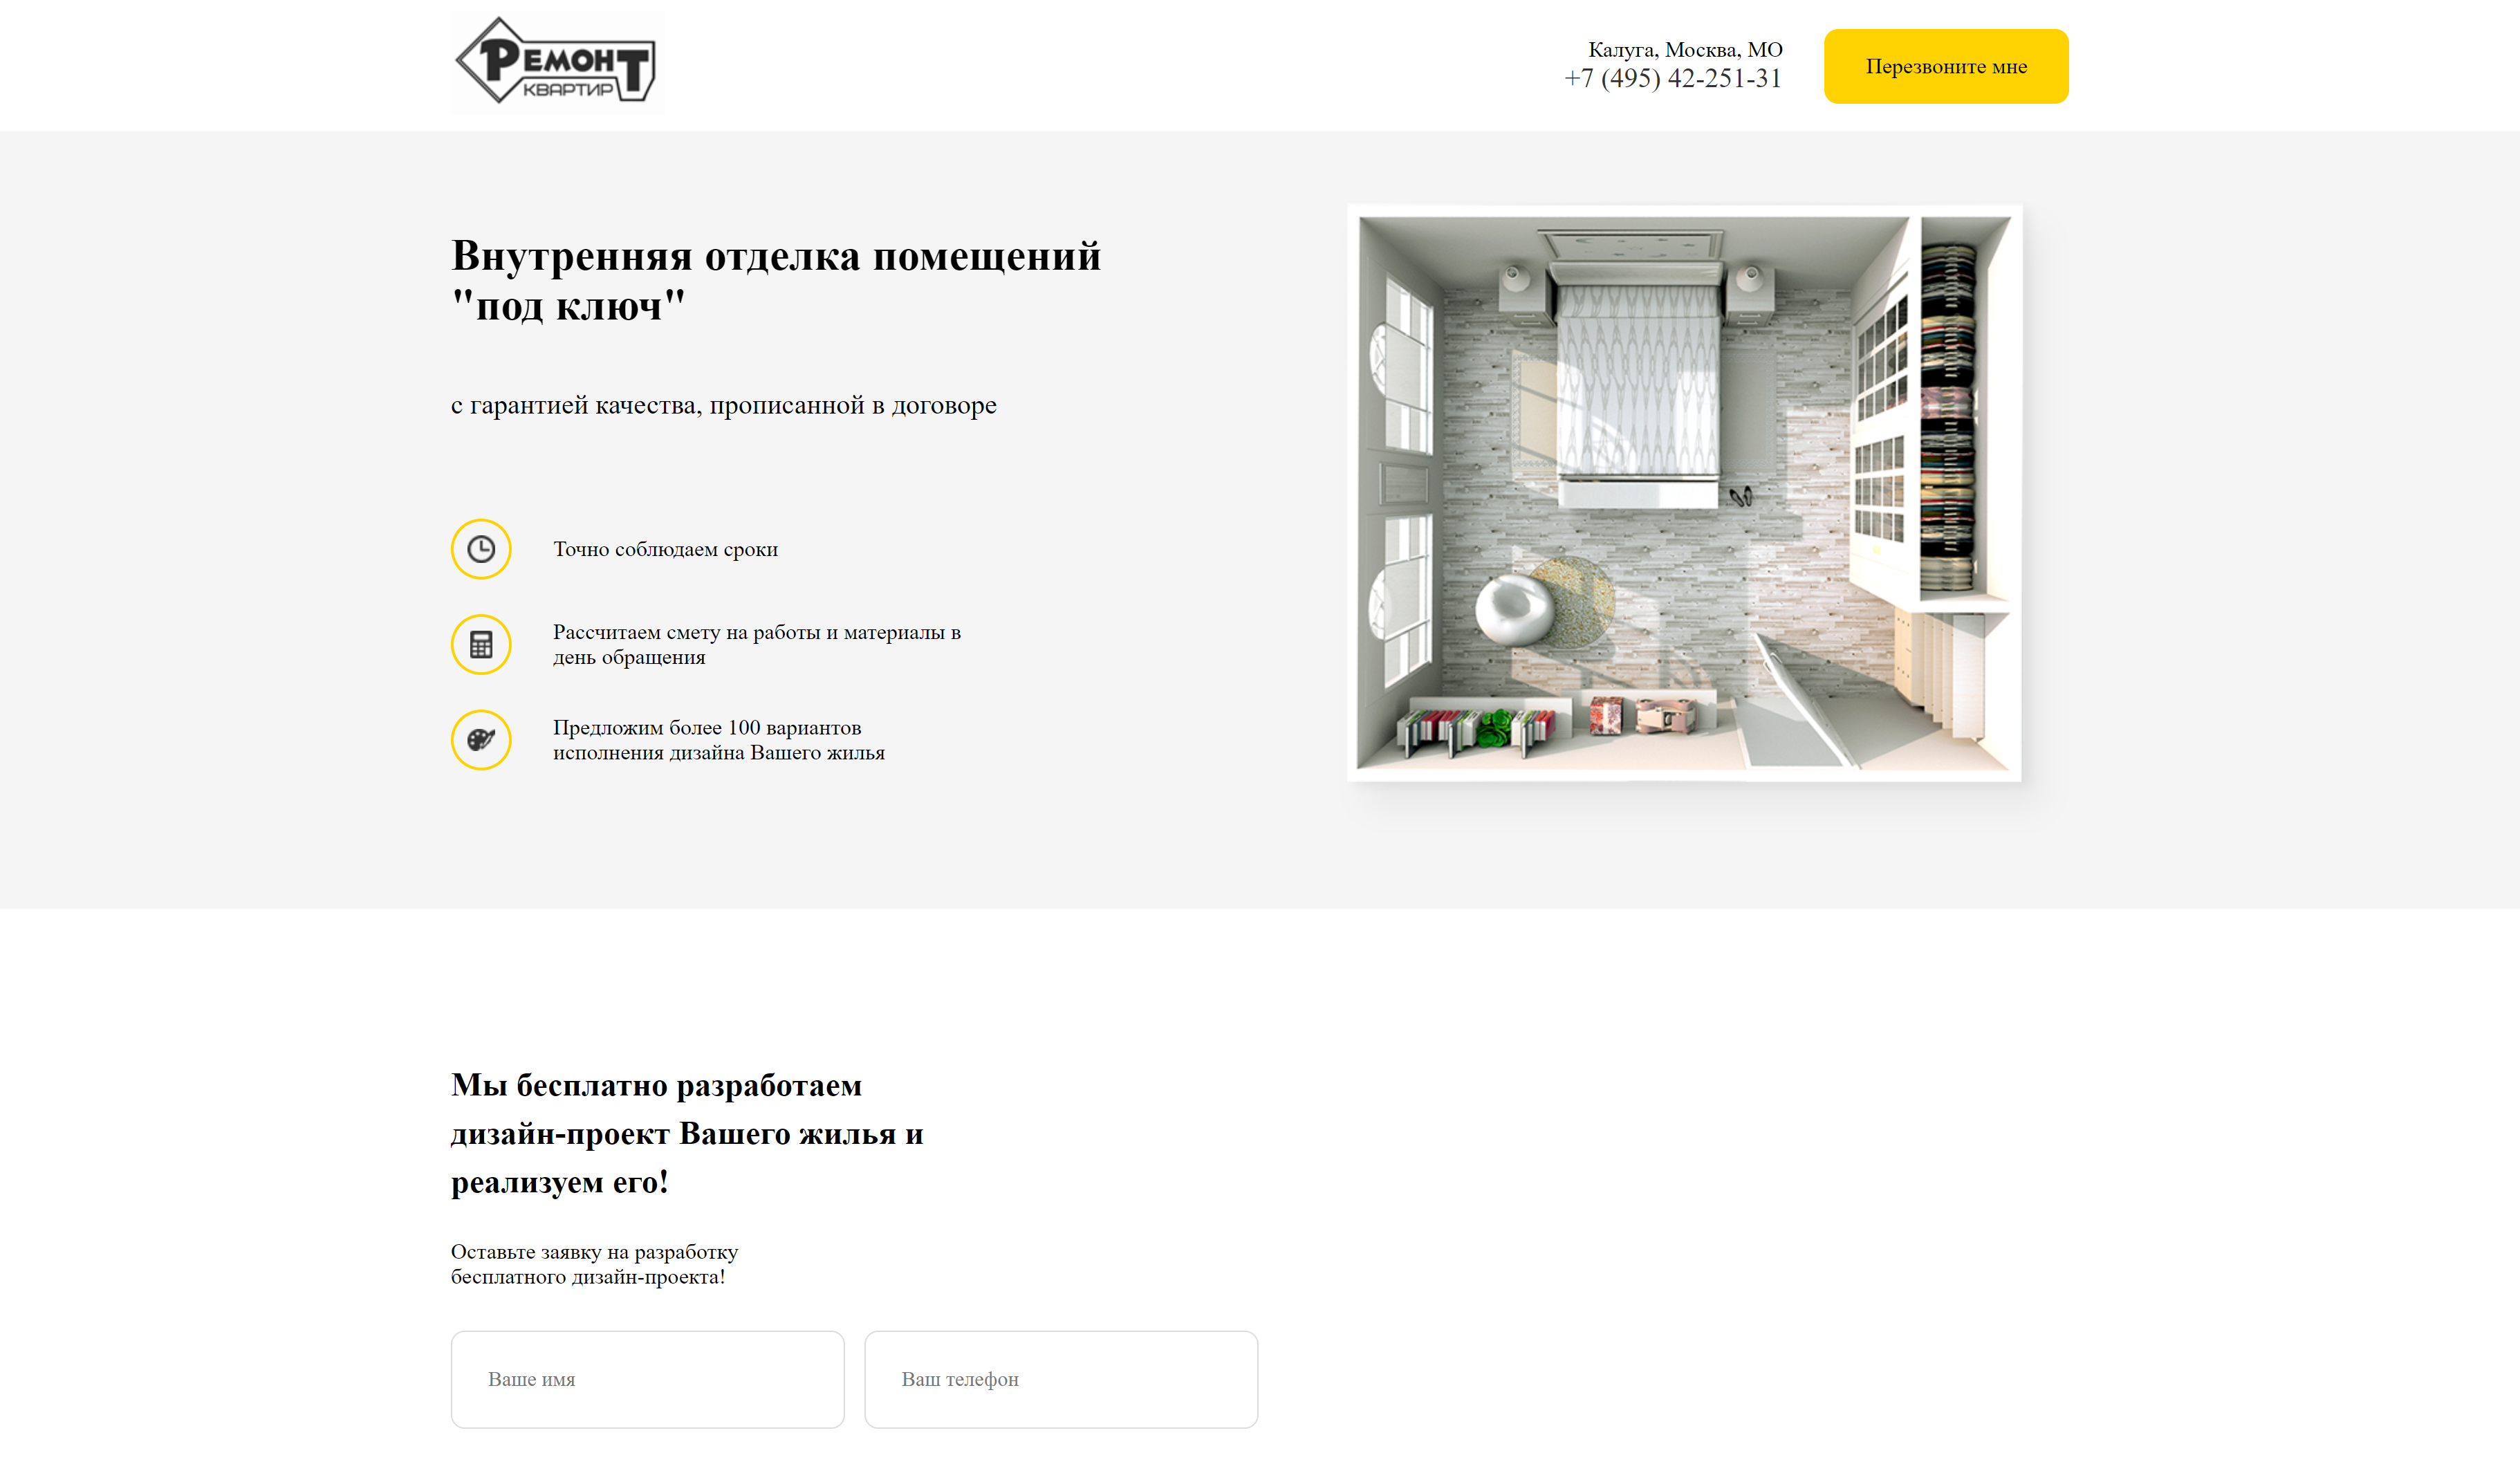 РЕМОНТ
КВАРТИР
Калуга, Москва, МО
+7 (495) 42-251-31
Перезвоните мне
Внутренняя отделка помещений
"под ключ"
с гарантией качества, прописанной в договоре
Точно соблюдаем сроки
Рассчитаем смету на работы и материалы в
день обращения
Предложим более 100 вариантов
исполнения дизайна Вашего жилья
Мы бесплатно разработаем
дизайн-проект Вашего жилья и
реализуем его!
Оставьте заявку на разработку
бесплатного дизайн-проекта!
Ваше имя
Ваш телефон